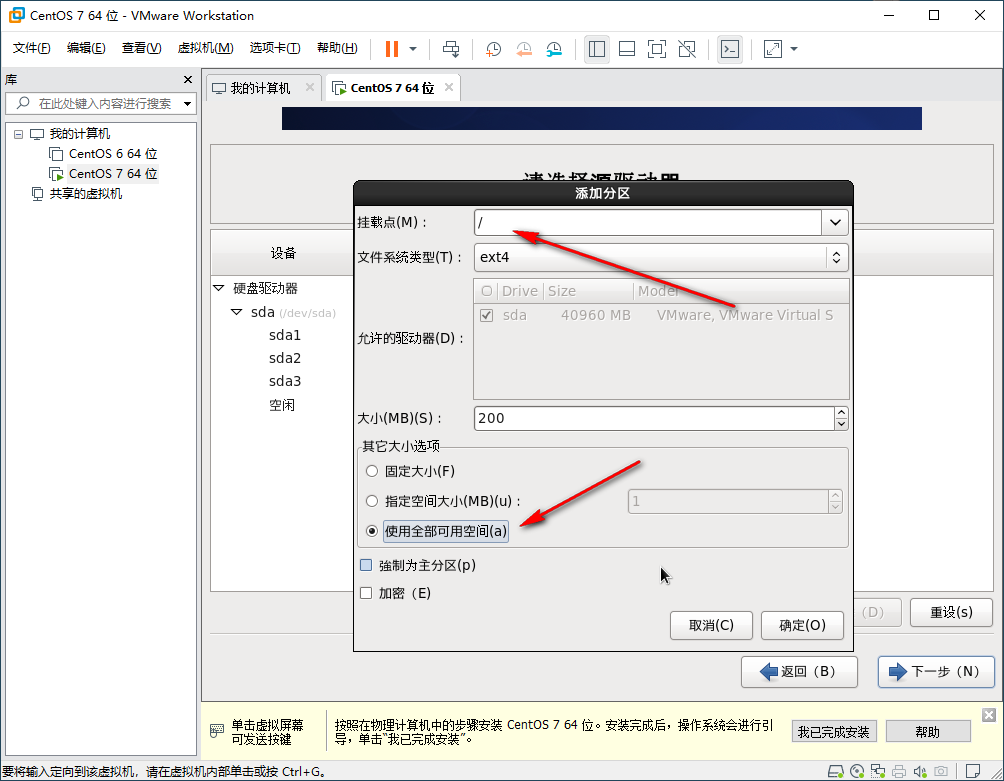 CentOS 7 64 位 - VMware Workstation
文件(F) 编辑(E) 查看(V) 虚拟机(M) 选项卡(T) 帮助(H)
库
在此处键入内容进行搜索
我的计算机
CentOS 6 64 位
CentOS 7 64 位
共享的虚拟机
我的计算机
CentOS 7 64 位
请选择源驱动器
添加分区
挂载点(M)：
/
文件系统类型(T)：
ext4
允许的驱动器(D)：
Drive Size Model
sda 40960 MB VMware, VMware Virtual S
大小(MB)(S)：
200
其它大小选项
固定大小(F)
指定空间大小(MB)(u)：
1
使用全部可用空间(a)
強制为主分区(p)
加密（E)
取消(C)
确定(O)
设备
硬盘驱动器
sda (/dev/sda)
sda1
sda2
sda3
空闲
(D)
重设(s)
返回（B）
下一步（N）
单击虚拟屏幕
可发送按键
按照在物理计算机中的步骤安装 CentOS 7 64 位。安装完成后，操作系统会进行引
导，单击“我已完成安装”。
我已完成安装
帮助
要将输入定向到该虚拟机，请在虚拟机内部单击或按 Ctrl+G。